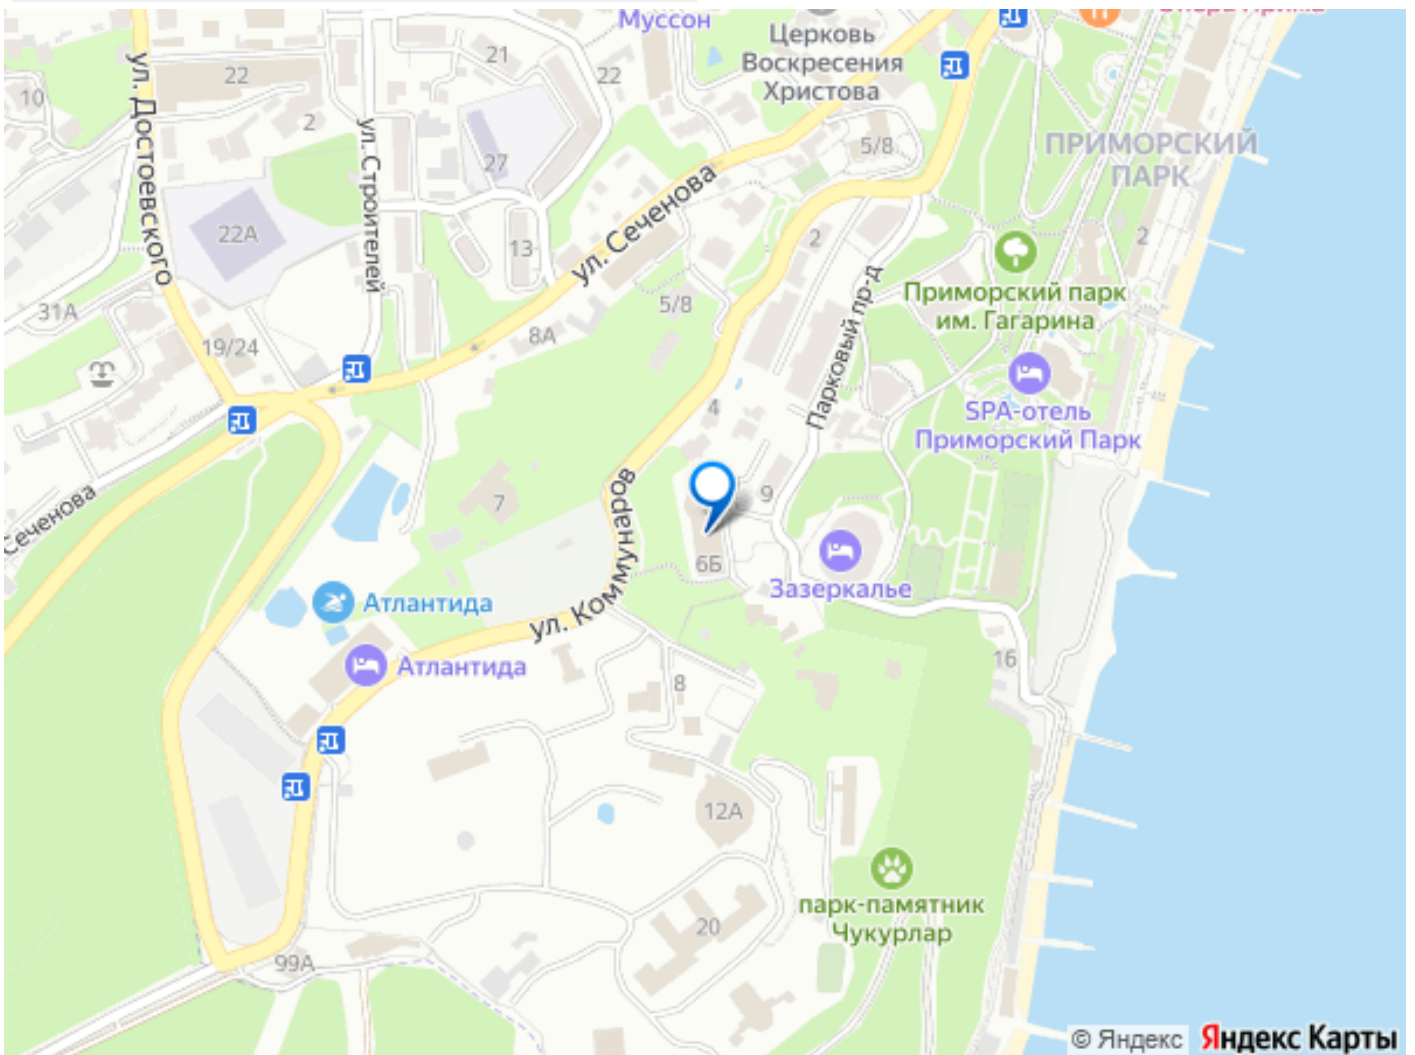 Муссон
Церковь
Воскресения
Христова
21
22
22
10
2
ул. Достоевского
ул. Строителей
27
5/8
ПРИМОРСКИЙ
ПАРК
ул. Сеченова
22А
13
2
2
Приморский парк
им. Гагарина
31А
5/8
8А
19/24
Парковый пр-д
SPA-отель
Приморский Парк
4
7
9
Сеченова
ул. Коммунаров
6Б
Зазеркалье
Атлантида
Атлантида
16
8
12А
парк-памятник
Чукурлар
20
99А
© Яндекс Яндекс Карты